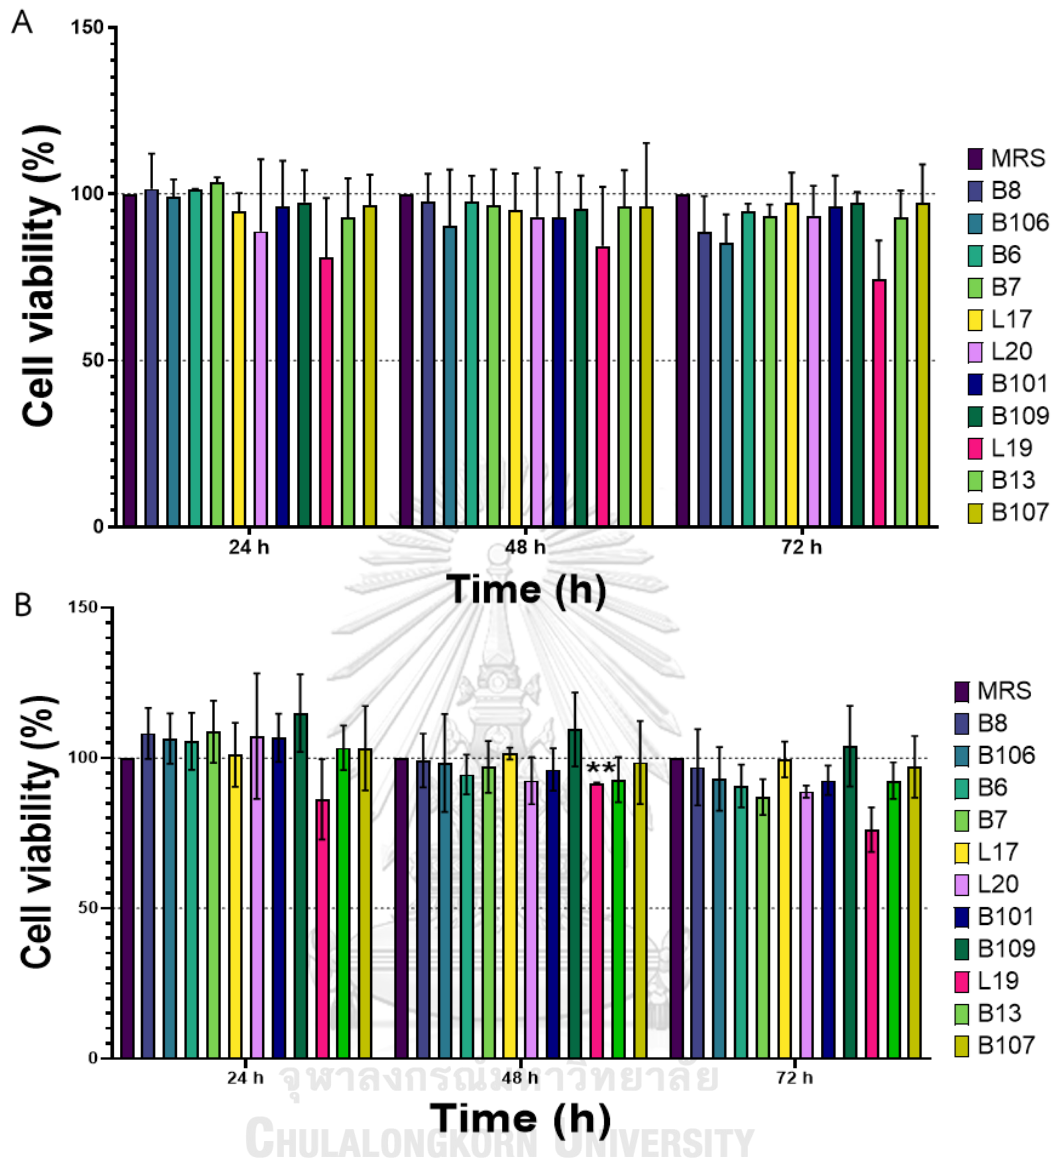 A
150
100
50
0
Cell viability (%)
24 h
48 h
72 h
Time (h)
MRS
B8
B106
B6
B7
L17
L20
B101
B109
L19
B13
B107
B
150
100
50
0
Cell viability (%)
**
24 h
48 h
72 h
Time (h)
MRS
B8
B106
B6
B7
L17
L20
B101
B109
L19
B13
B107
จุฬาลงกรณ์มหาวิทยาลัย
CHULALONGKORN UNIVERSITY